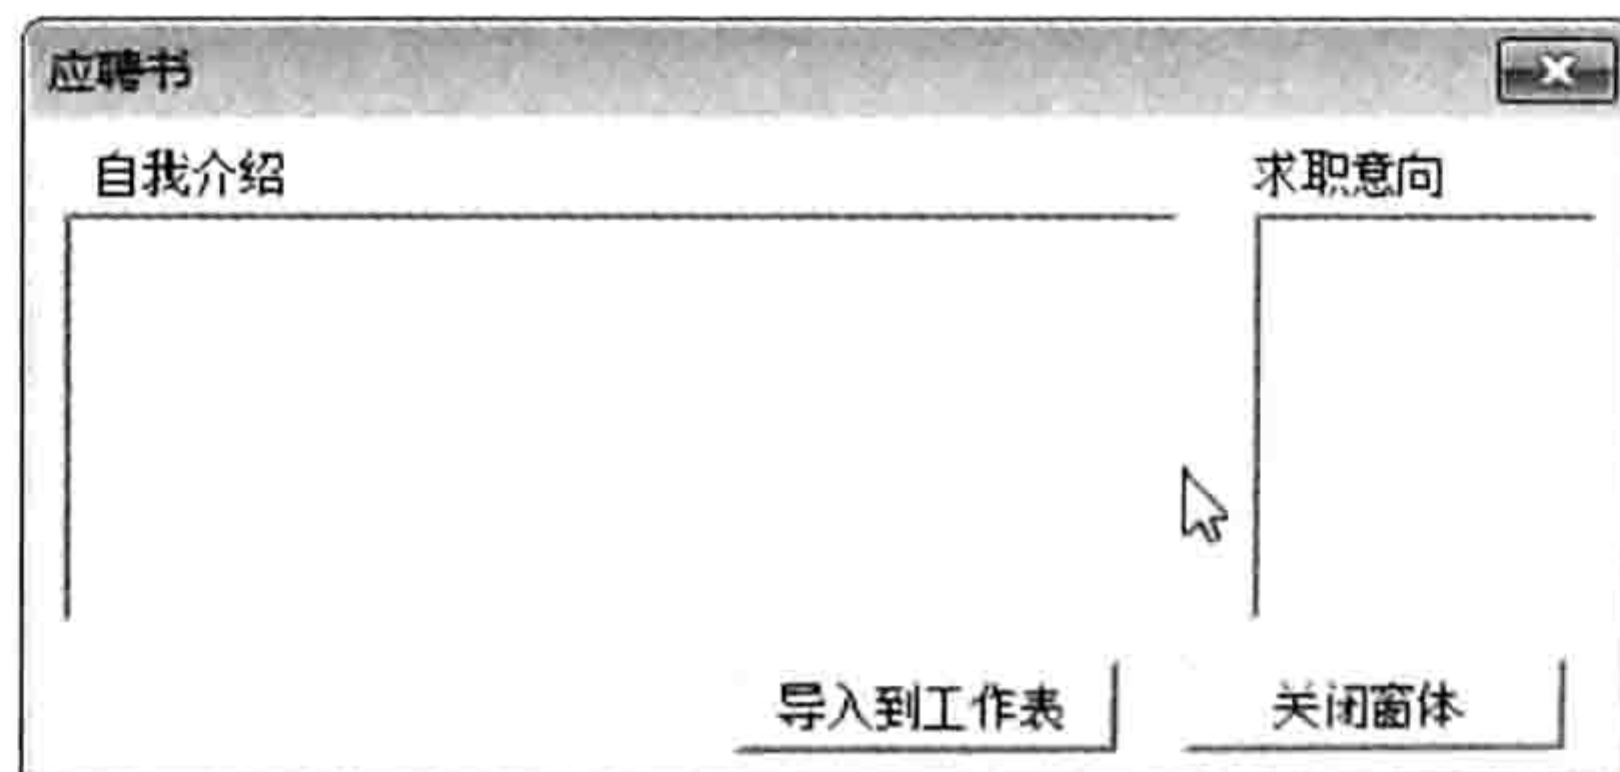 应聘书
自我介绍
求职意向
导入到工作表
关闭窗体